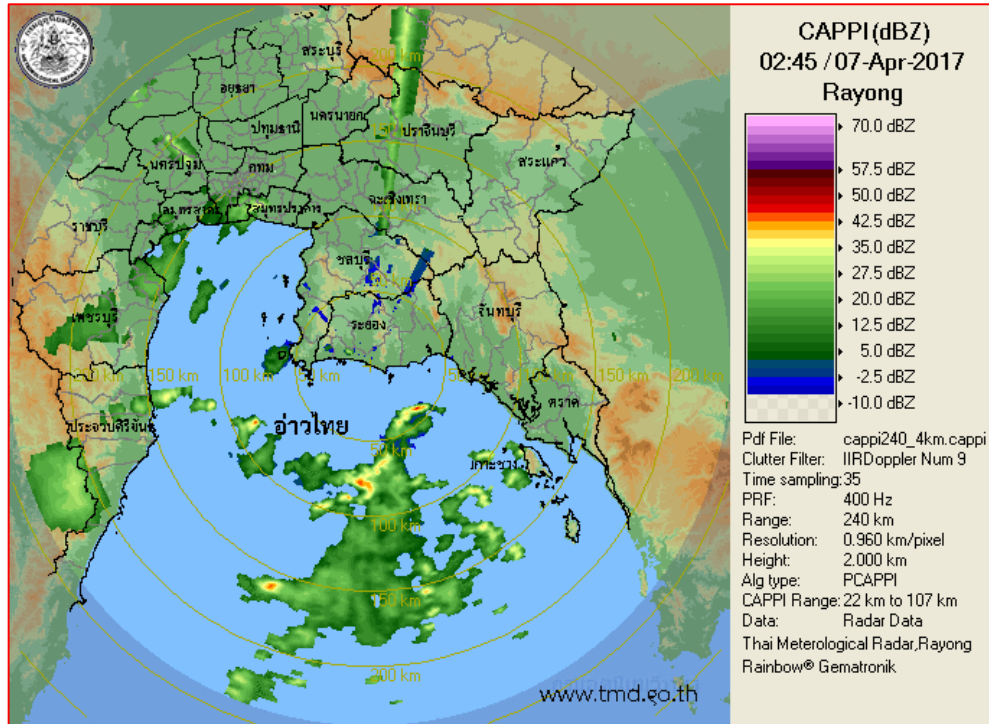 สระบุรี
200 km
อยุธยา
นครนายก
ปทุมธานี
ปราจีนบุรี
นครปฐม
กทม
สระแก้ว
สมุทรปราการ
ฉะเชิงเทรา
ราชบุรี
ชลบุรี
เพชรบุรี
ระยอง
จันทบุรี
150 km
100 km
200 km
ตราด
ประจวบคีรีขันธ์
อ่าวไทย
50 km
เกาะช้าง
100 km
150 km
200 km
www.tmd.go.th
CAPPI (dBZ)
02:45 / 07-Apr-2017
Rayong
70.0 dBZ
57.5 dBZ
50.0 dBZ
42.5 dBZ
35.0 dBZ
27.5 dBZ
20.0 dBZ
12.5 dBZ
5.0 dBZ
-2.5 dBZ
-10.0 dBZ
Pdf File: cappi240_4km.cappi
Clutter Filter: IIRDoppler Num 9
Time sampling:35
PRF: 400 Hz
Range: 240 km
Resolution: 0.960 km/pixel
Height: 2.000 km
Alg type: PCAPPI
CAPPI Range: 22 km to 107 km
Data: Radar Data
Thai Meterological Radar,Rayong
Rainbow® Gematronik